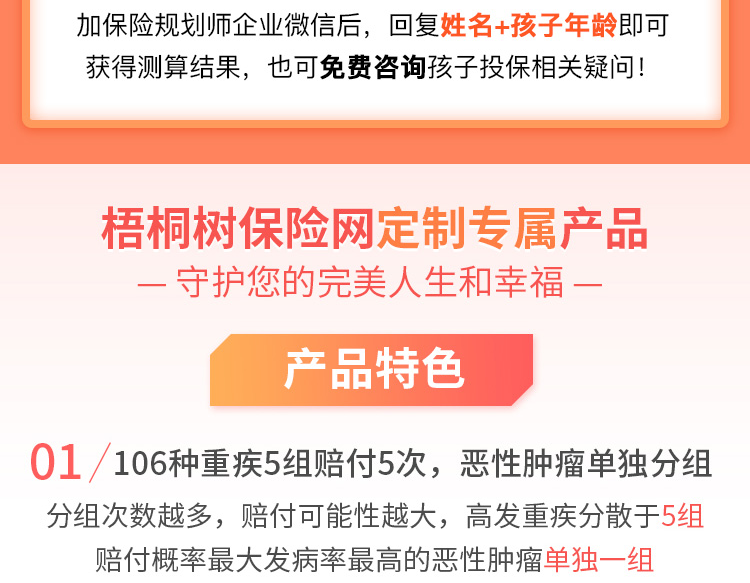 加保险规划师企业微信后，回复姓名+孩子年龄即可
获得测算结果，也可免费咨询孩子投保相关疑问！
梧桐树保险网定制专属产品
— 守护您的完美人生和幸福 —
产品特色
01/106种重疾5组赔付5次，恶性肿瘤单独分组
分组次数越多，赔付可能性越大，高发重疾分散于5组
赔付概率最大发病率最高的恶性肿瘤单独一组